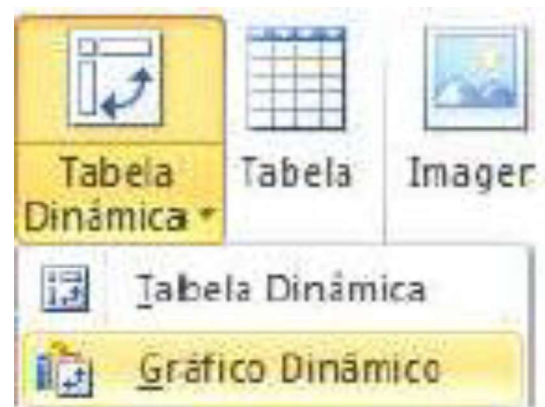 Tabela
Dinâmica
Tabela
Imager
Tabela Dinâmica
Gráfico Dinâmico